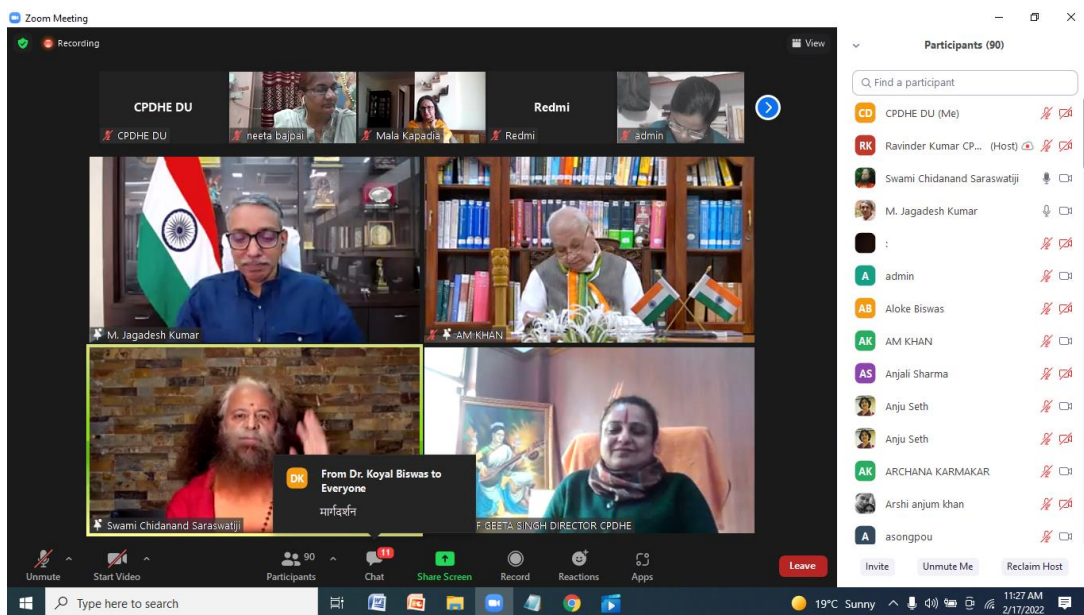 Zoom Meeting
Recording
View
CPDHE DU
CPDHE DU
neeta bajpai
Mala Kapadia
Redmi
Redmi
admin
M. Jagadesh Kumar
AM KHAN
Swami Chidanand Saraswatiji
DK
From Dr. Koyal Biswas to
Everyone
मार्गदर्शन
F GEETA SINGH DIRECTOR CPDHE
Participants (90)
Find a participant
CD CPDHE DU (Me)
RK Ravinder Kumar CP... (Host)
Swami Chidanand Saraswatiji
M. Jagadesh Kumar
:
A admin
AB Aloke Biswas
AK AM KHAN
AS Anjali Sharma
Anju Seth
Anju Seth
AK ARCHANA KARMAKAR
Arshi anjum khan
A asongpou
Invite Unmute Me Reclaim Host
Unmute
Start Video
90
Participants
11
Chat
Share Screen
Record
Reactions
Apps
Leave
Type here to search
19°C Sunny
11:27 AM
2/17/2022